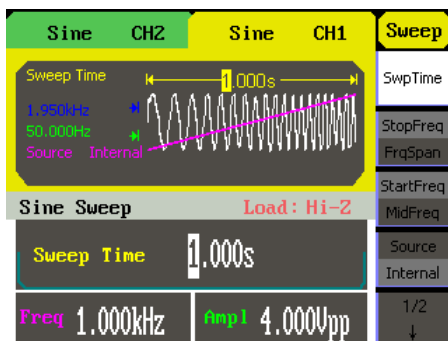 Sine CH2 Sine CH1 Sweep
Sweep Time 1.000s
SwpTime
1.950kHz
50.000Hz
Source Internal
StopFreq
FrqSpan
StartFreq
MidFreq
Sine Sweep Load: Hi-Z
Source
Internal
Sweep Time 1.000s
1/2
↓
Freq 1.000kHz Ampl 4.000Vpp